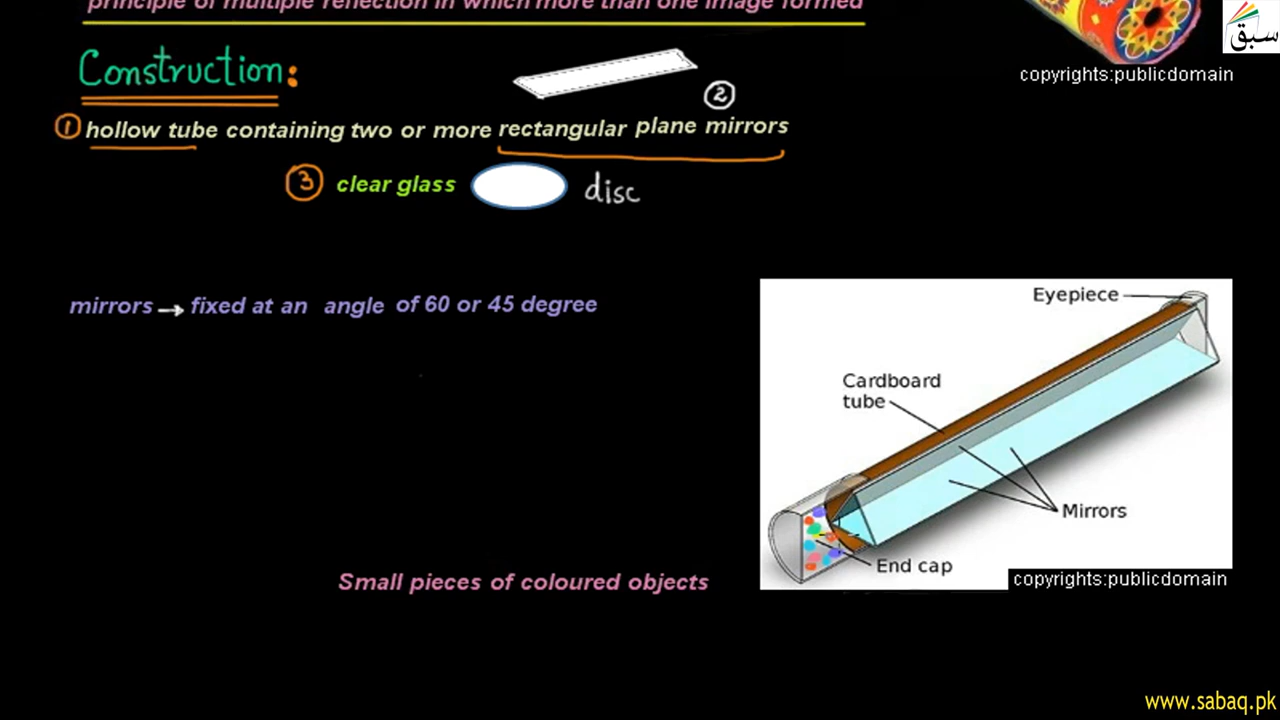 principle of multiple reflection in which more than one image formed
سبق
copyrights:publicdomain
Construction:
2
1 hollow tube containing two or more rectangular plane mirrors
3 clear glass disc
mirrors → fixed at an angle of 60 or 45 degree
Eyepiece
Cardboard
tube
Mirrors
End cap
copyrights:publicdomain
Small pieces of coloured objects
www.sabaq.pk